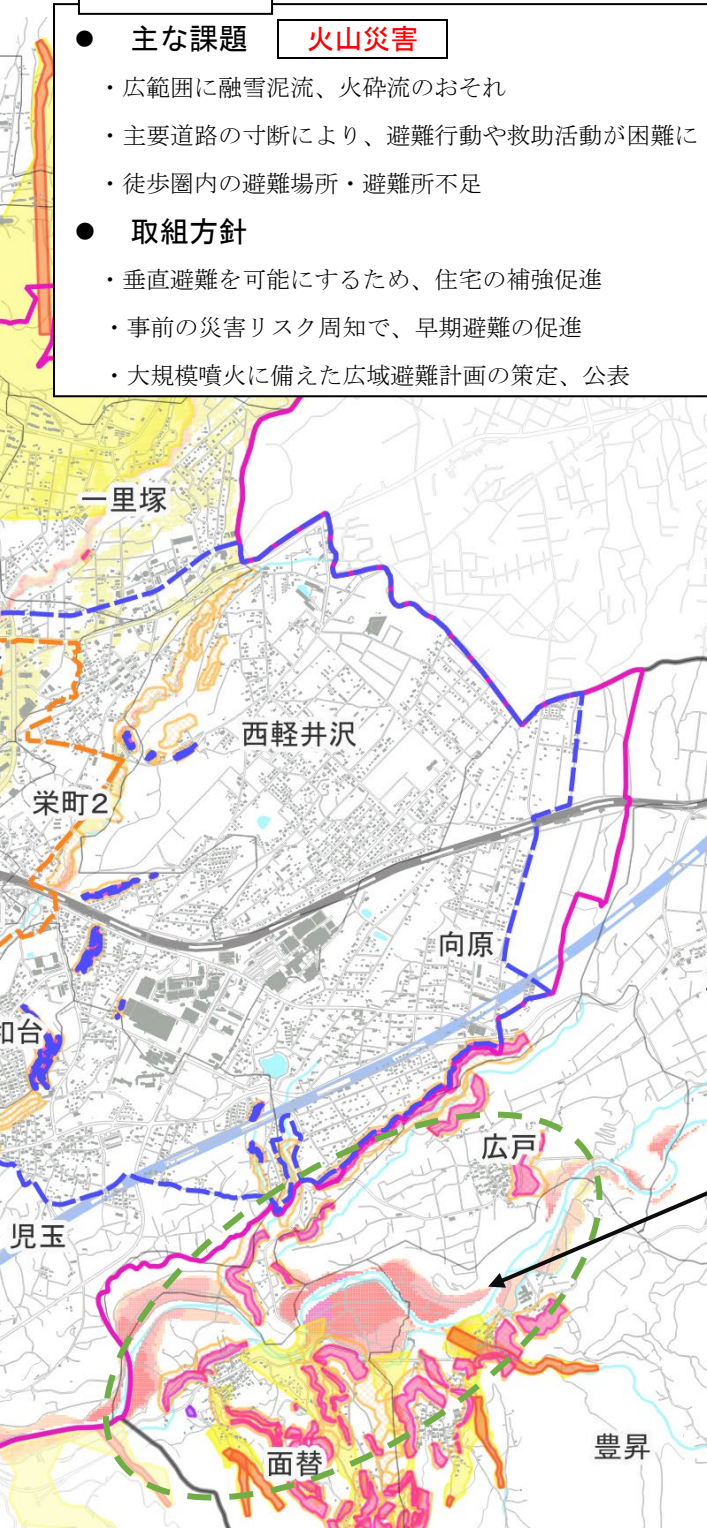 ● 主な課題 火山災害
・広範囲に融雪泥流、火砕流のおそれ
・主要道路の寸断により、避難行動や救助活動が困難に
・徒歩圏内の避難場所・避難所不足
● 取組方針
・垂直避難を可能にするため、住宅の補強促進
・事前の災害リスク周知で、早期避難の促進
・大規模噴火に備えた広域避難計画の策定、公表
一里塚
西軽井沢
栄町2
向原
和台
広戸
児玉
面替
豊昇